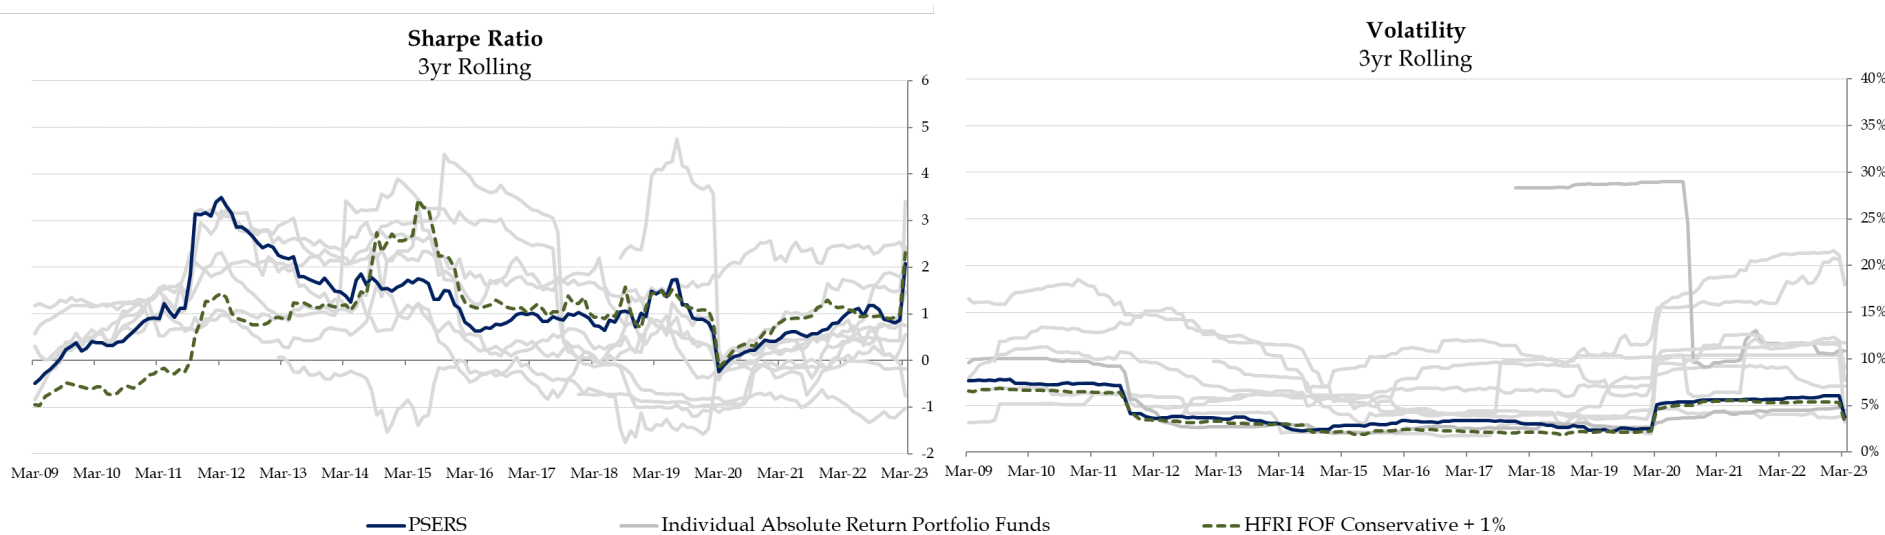 Sharpe Ratio
3yr Rolling
6
5
4
3
2
1
0
-1
-2
Mar-09 Mar-10 Mar-11 Mar-12 Mar-13 Mar-14 Mar-15 Mar-16 Mar-17 Mar-18 Mar-19 Mar-20 Mar-21 Mar-22 Mar-23
Volatility
3yr Rolling
40%
35%
30%
25%
20%
15%
10%
5%
0%
Mar-09 Mar-10 Mar-11 Mar-12 Mar-13 Mar-14 Mar-15 Mar-16 Mar-17 Mar-18 Mar-19 Mar-20 Mar-21 Mar-22 Mar-23
PSERS Individual Absolute Return Portfolio Funds HFRI FOF Conservative + 1%